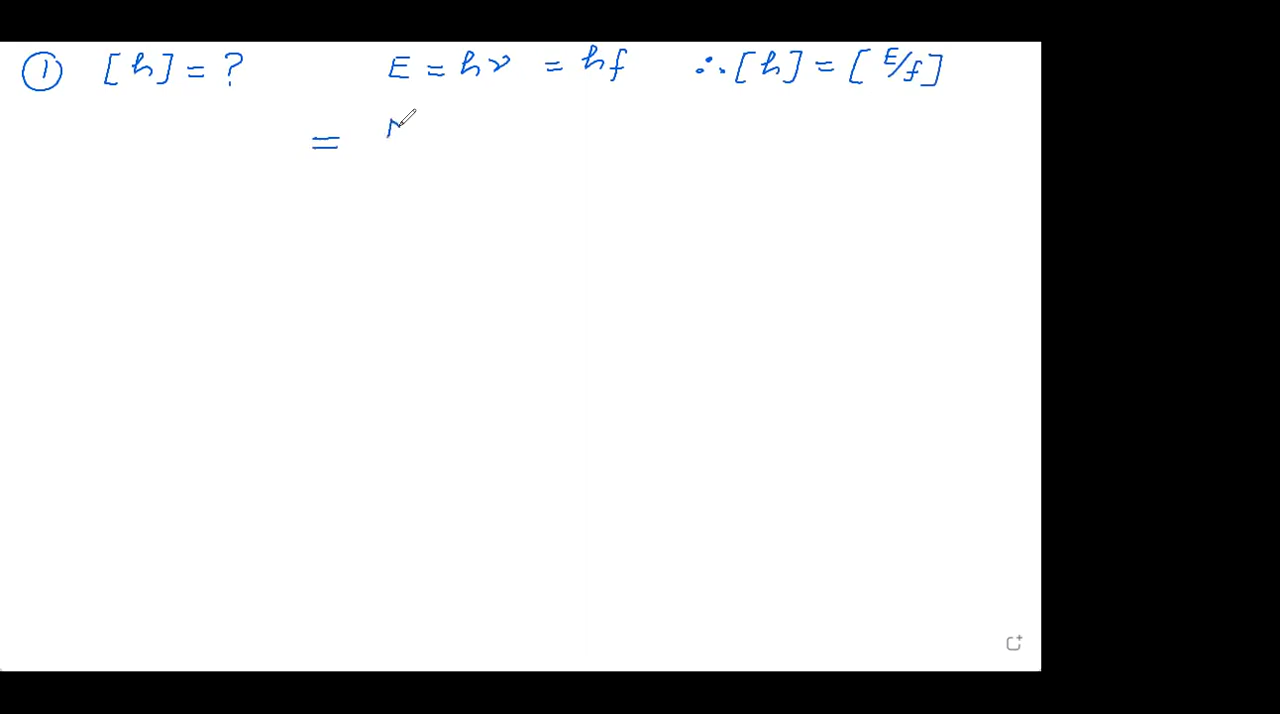 ① [h] = ? E = hν = hf ∴ [h] = [E/f]
=